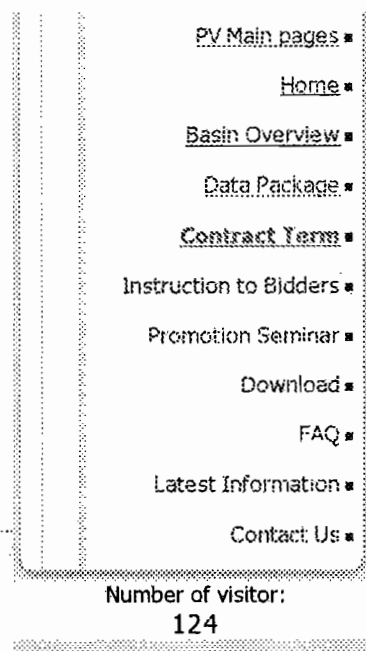 PV Main pages
Home
Basin Overview
Data Package
Contract Term
Instruction to Bidders
Promotion Seminar
Download
FAQ
Latest Information
Contact Us
Number of visitor:
124